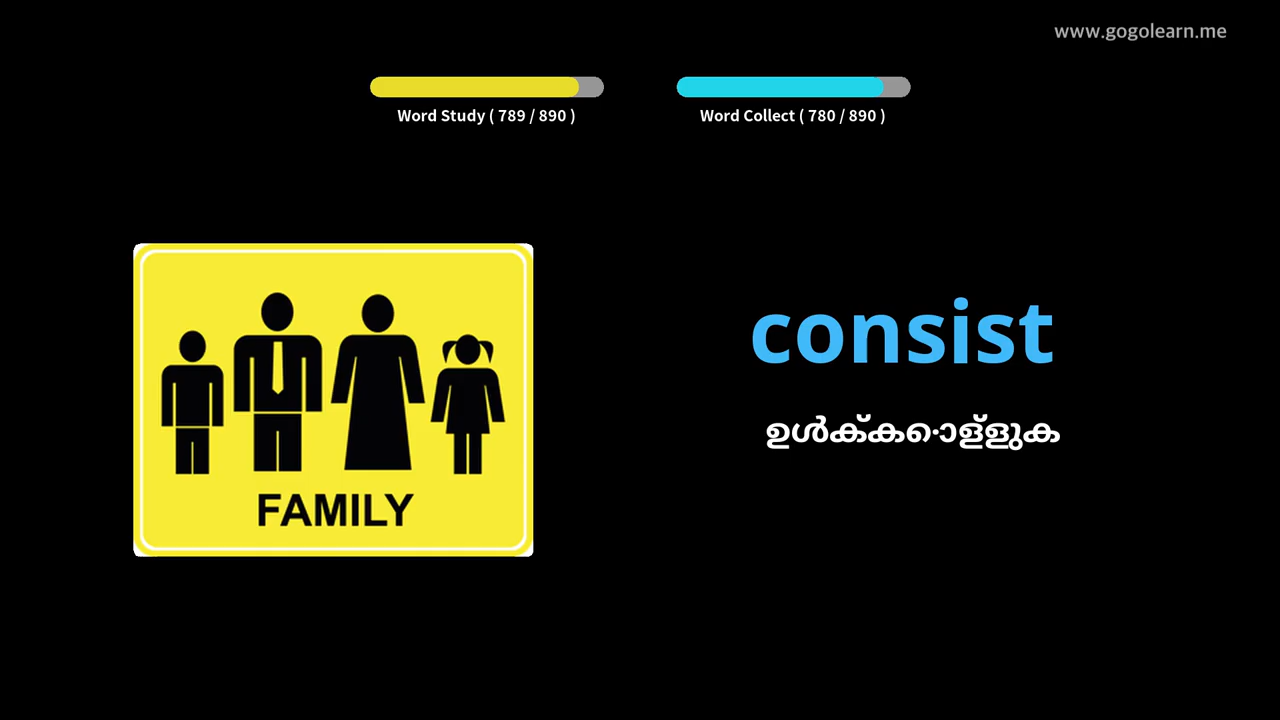 www.gogolearn.me
Word Study ( 789 / 890 )
Word Collect ( 780 / 890 )
consist
ഉൾക്കൊള്ളുക
FAMILY